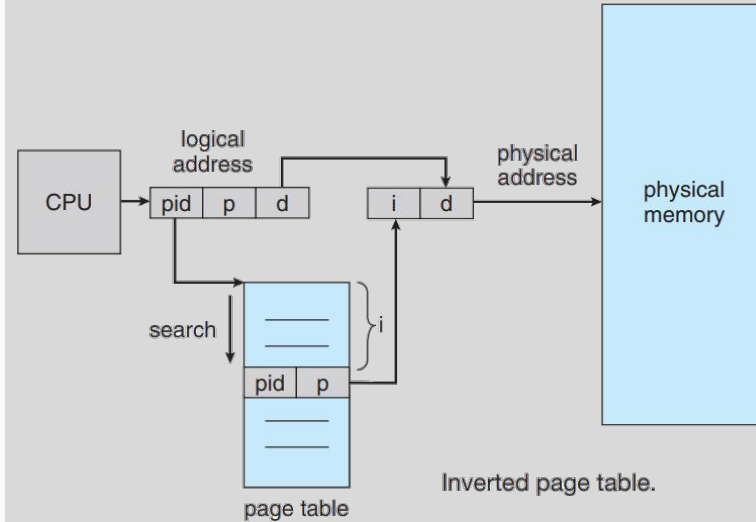 logical
address
CPU
pid p d
i d
physical
address
physical
memory
search
i
pid p
page table
Inverted page table.